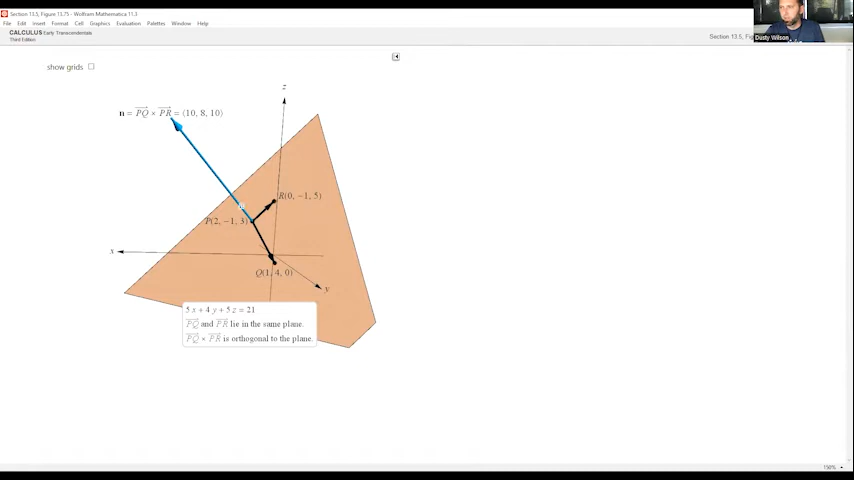 Section 13.5, Figure 13.75 - Wolfram Mathematica 11.3
File Edit Insert Format Cell Graphics Evaluation Palettes Window Help
CALCULUS Early Transcendentals
Third Edition
Section 13.5, Fig
Dusty Wilson
show grids
z
n = PQ × PR = ⟨10, 8, 10⟩
R(0, −1, 5)
P(2, −1, 3)
x
Q(1, 4, 0)
y
5 x + 4 y + 5 z = 21
PQ and PR lie in the same plane.
PQ × PR is orthogonal to the plane.
150%